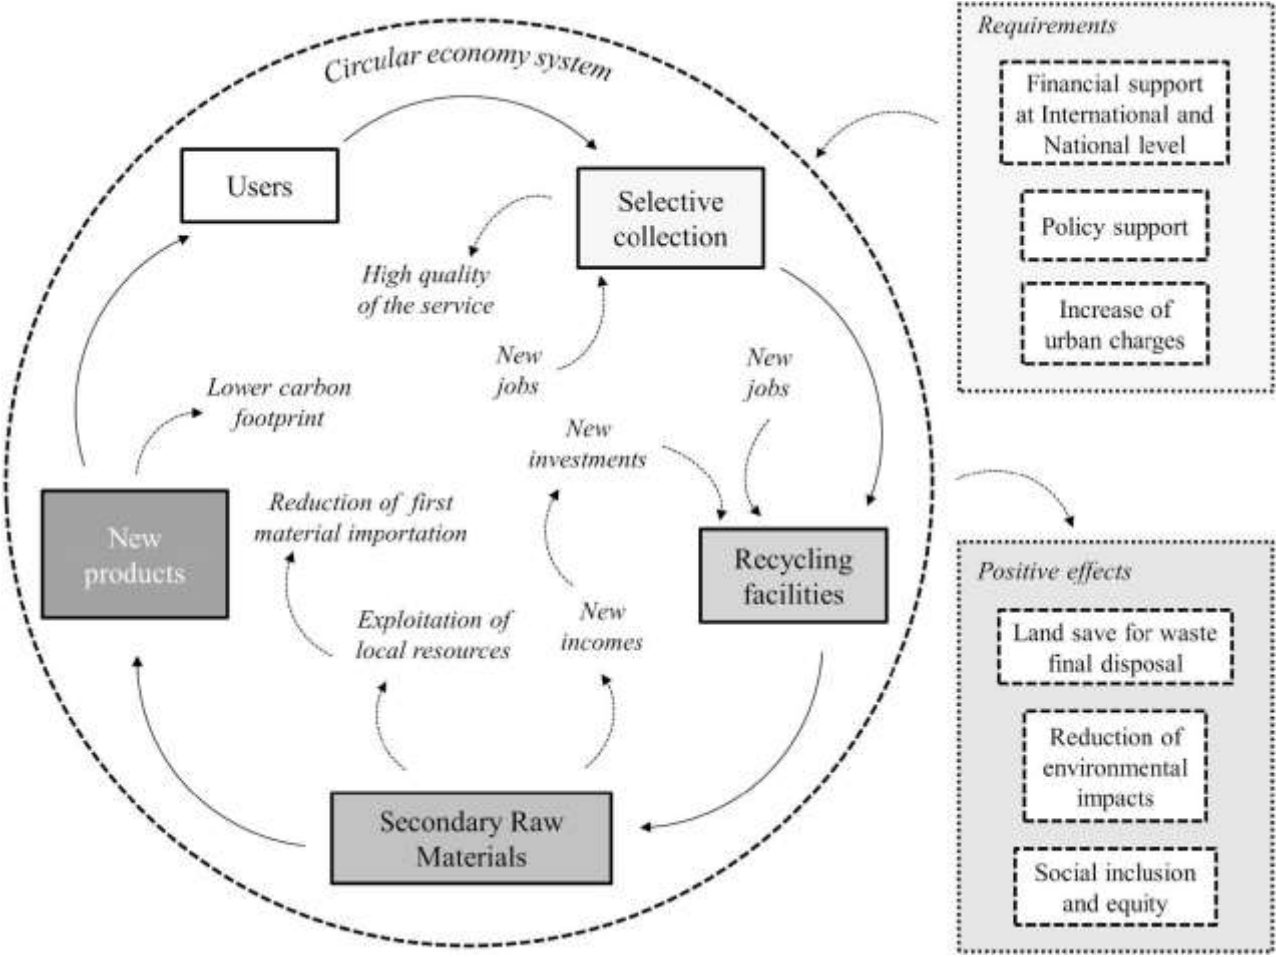 Circular economy system
Users
Selective
collection
High quality
of the service
New
jobs
New
jobs
Lower carbon
footprint
New
investments
Reduction of first
material importation
New
products
Recycling
facilities
Exploitation of
local resources
New
incomes
Secondary Raw
Materials
Requirements
Financial support
at International and
National level
Policy support
Increase of
urban charges
Positive effects
Land save for waste
final disposal
Reduction of
environmental
impacts
Social inclusion
and equity